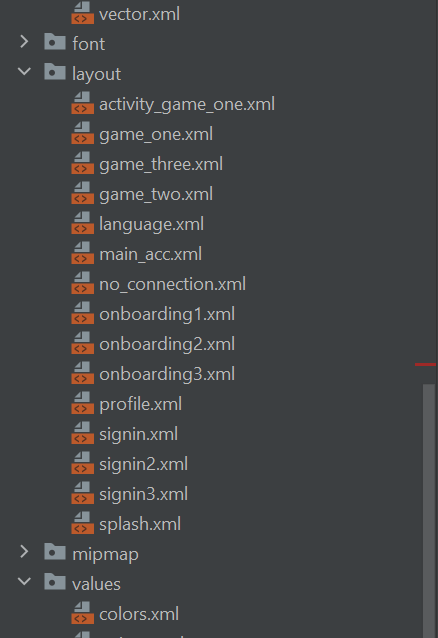 vector.xml
font
layout
activity_game_one.xml
game_one.xml
game_three.xml
game_two.xml
language.xml
main_acc.xml
no_connection.xml
onboarding1.xml
onboarding2.xml
onboarding3.xml
profile.xml
signin.xml
signin2.xml
signin3.xml
splash.xml
mipmap
values
colors.xml